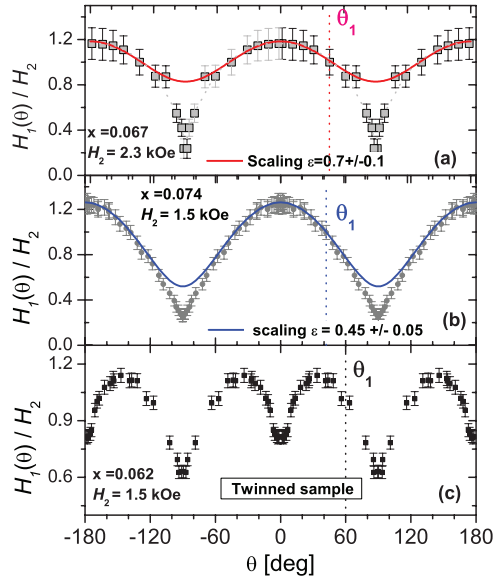 θ₁
1.2
0.8
0.4
0.0
H₁(θ) / H₂
x = 0.067
H₂ = 2.3 kOe
Scaling ε=0.7+/-0.1
(a)
1.2
0.8
0.4
0.0
H₁(θ) / H₂
x = 0.074
H₂ = 1.5 kOe
θ₁
scaling ε = 0.45 +/- 0.05
(b)
1.2
0.9
0.6
H₁(θ) / H₂
θ₁
x = 0.062
H₂ = 1.5 kOe
Twinned sample
(c)
-180 -120 -60 0 60 120 180
θ [deg]